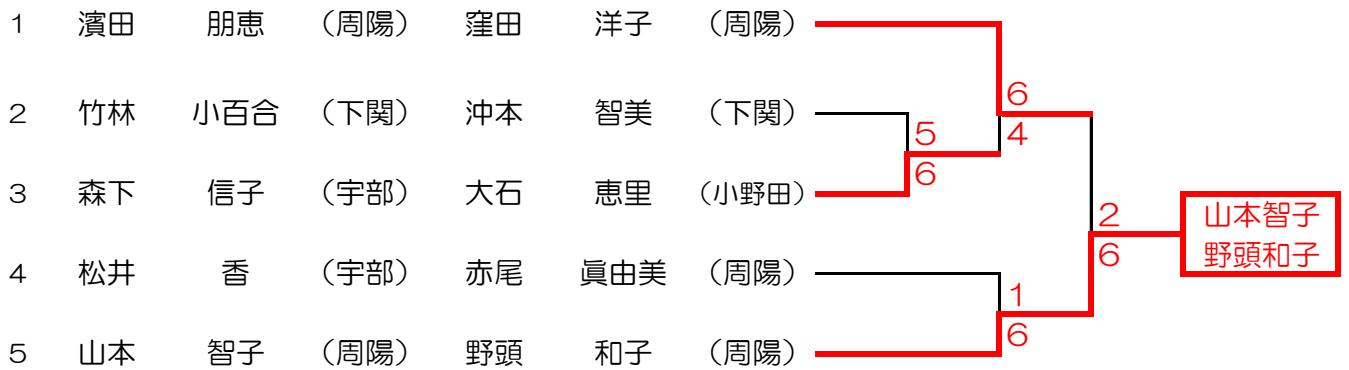 1 濱田 朋恵 (周陽) 窪田 洋子 (周陽)
6
2 竹林 小百合 (下関) 沖本 智美 (下関)
5 4
6
3 森下 信子 (宇部) 大石 恵里 (小野田)
2 山本智子
6 野頭和子
4 松井 香 (宇部) 赤尾 眞由美 (周陽)
1
6
5 山本 智子 (周陽) 野頭 和子 (周陽)